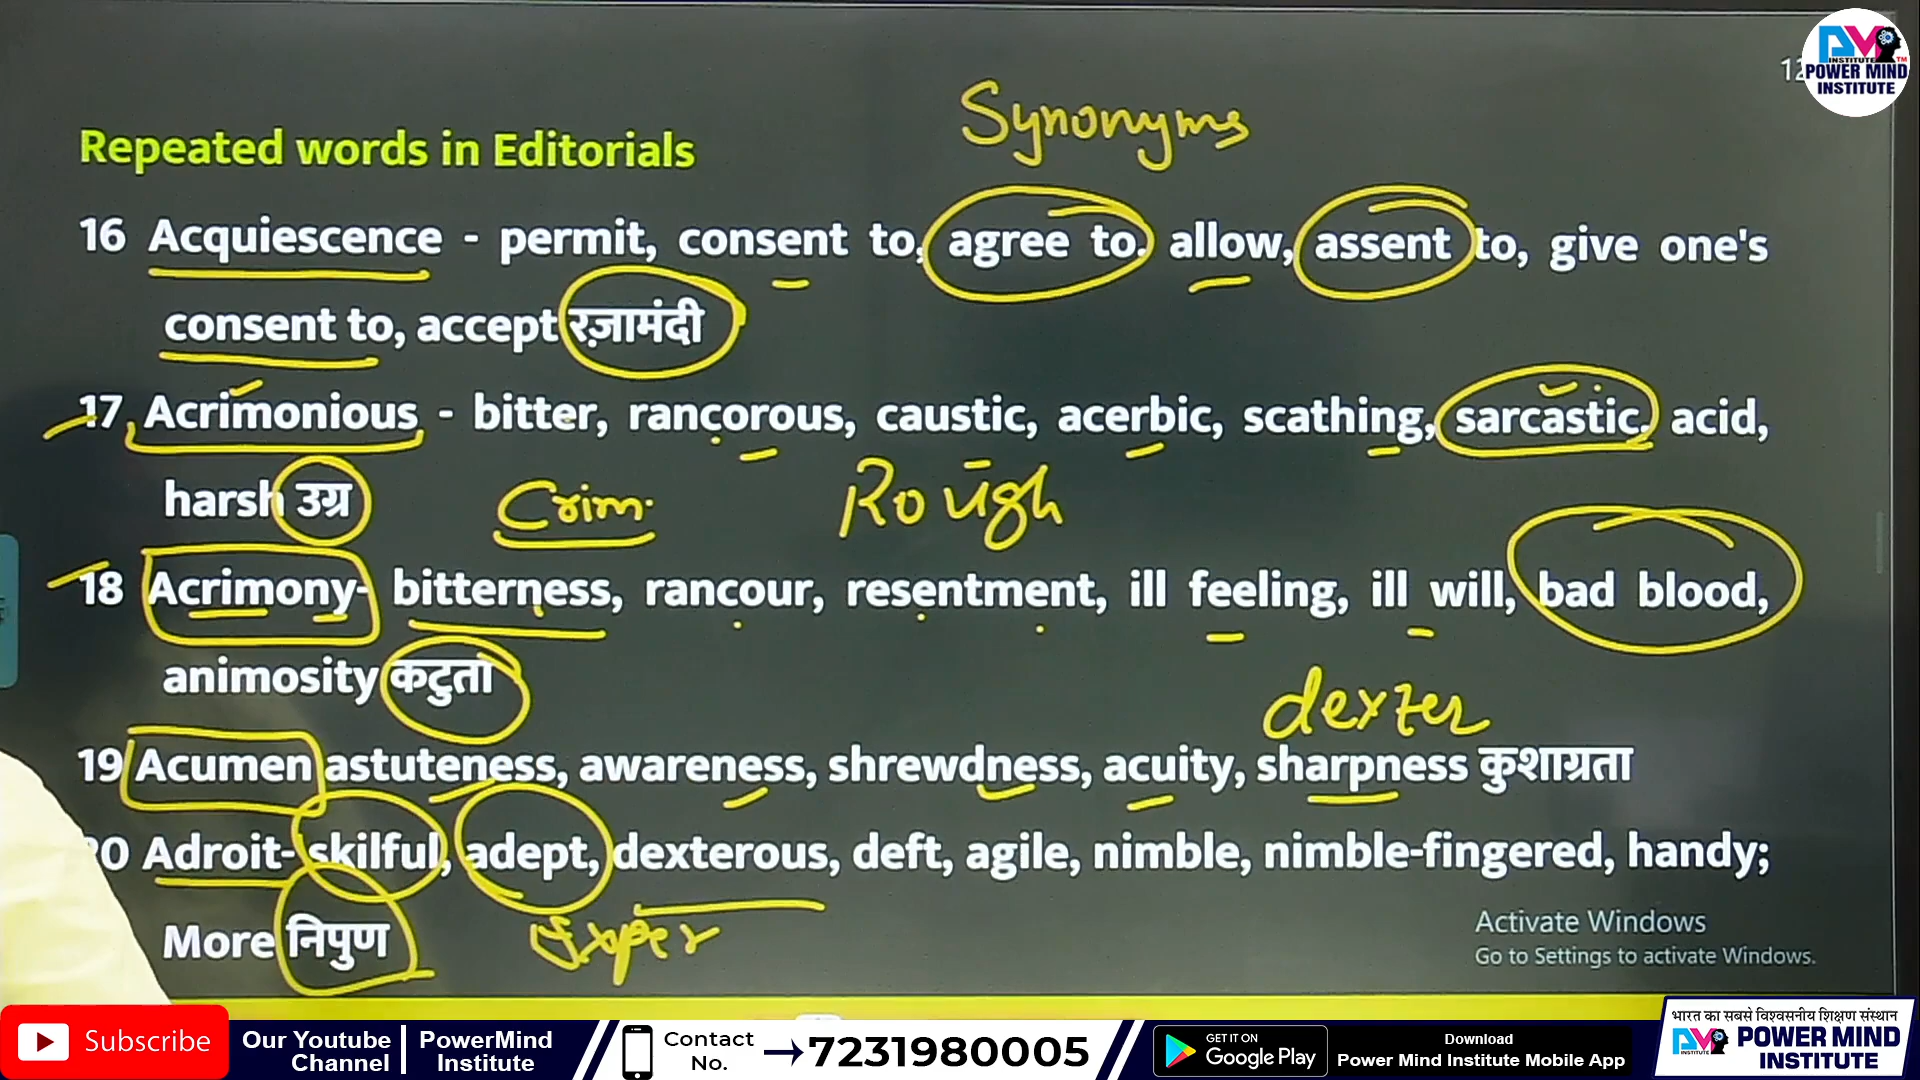 12
POWER MIND
INSTITUTE
Synonyms
Repeated words in Editorials
16 Acquiescence - permit, consent to, agree to. allow, assent to, give one's
consent to, accept रज़ामंदी
17 Acrimonious - bitter, rancorous, caustic, acerbic, scathing, sarcastic. acid,
harsh उग्र
Crim.
Rough
18 Acrimony- bitterness, rancour, resentment, ill feeling, ill will, bad blood,
animosity कटुता
dexter
19 Acumen astuteness, awareness, shrewdness, acuity, sharpness कुशाग्रता
20 Adroit- skilful, adept, dexterous, deft, agile, nimble, nimble-fingered, handy;
More निपुण
Activate Windows
Go to Settings to activate Windows.
Subscribe
Our Youtube Channel
PowerMind Institute
Contact No.
7231980005
GET IT ON
Google Play
Download
Power Mind Institute Mobile App
भारत का सबसे विश्वसनीय शिक्षण संस्थान
POWER MIND
INSTITUTE